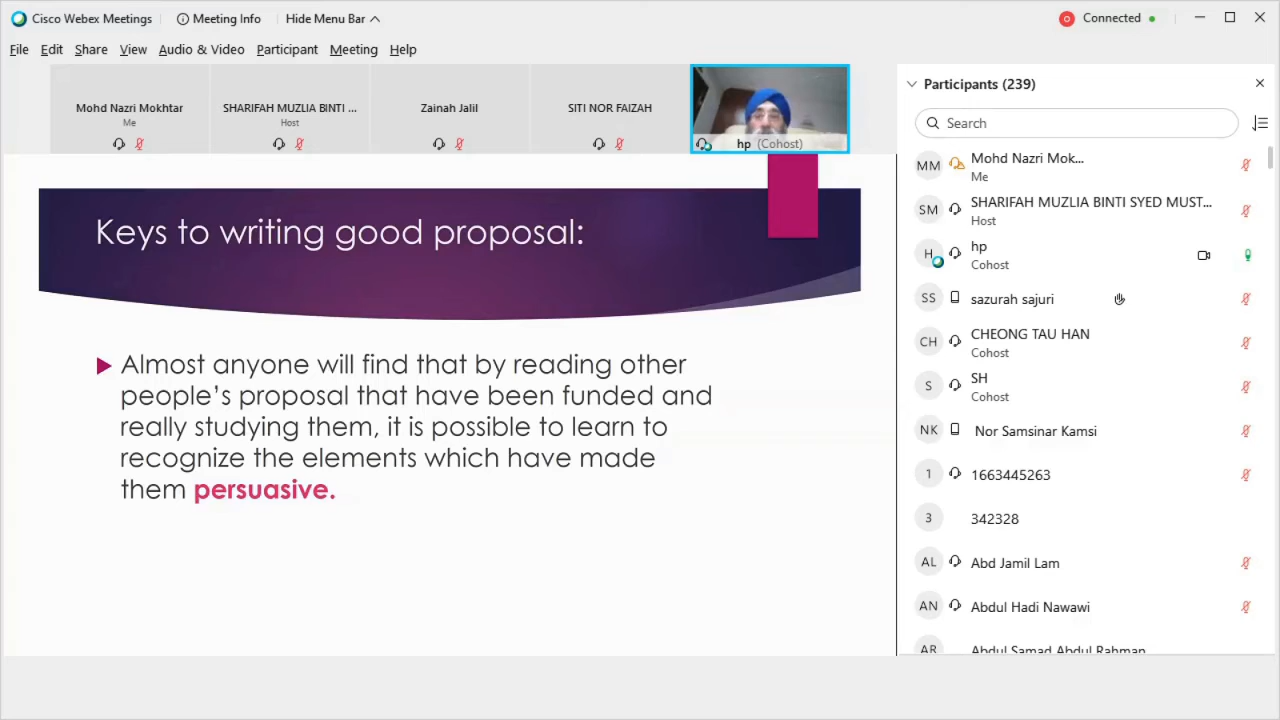 Cisco Webex Meetings
Meeting Info
Hide Menu Bar
Connected
File Edit Share View Audio & Video Participant Meeting Help
Mohd Nazri Mokhtar
Me
SHARIFAH MUZLIA BINTI ...
Host
Zainah Jalil
SITI NOR FAIZAH
hp (Cohost)
Keys to writing good proposal:
Almost anyone will find that by reading other
people's proposal that have been funded and
really studying them, it is possible to learn to
recognize the elements which have made
them persuasive.
Participants (239)
Search
MM Mohd Nazri Mok...
Me
SM SHARIFAH MUZLIA BINTI SYED MUST...
Host
H hp
Cohost
SS sazurah sajuri
CH CHEONG TAU HAN
Cohost
S SH
Cohost
NK Nor Samsinar Kamsi
1 1663445263
3 342328
AL Abd Jamil Lam
AN Abdul Hadi Nawawi
AR Abdul Samad Abdul Rahman